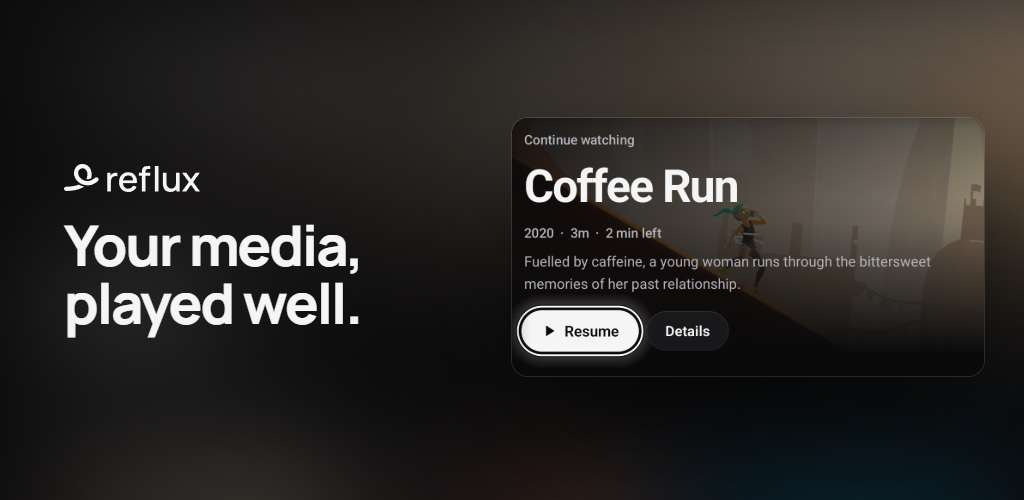 reflux
Your media,
played well.
Continue watching
Coffee Run
2020 · 3m · 2 min left
Fuelled by caffeine, a young woman runs through the bittersweet
memories of her past relationship.
Resume
Details